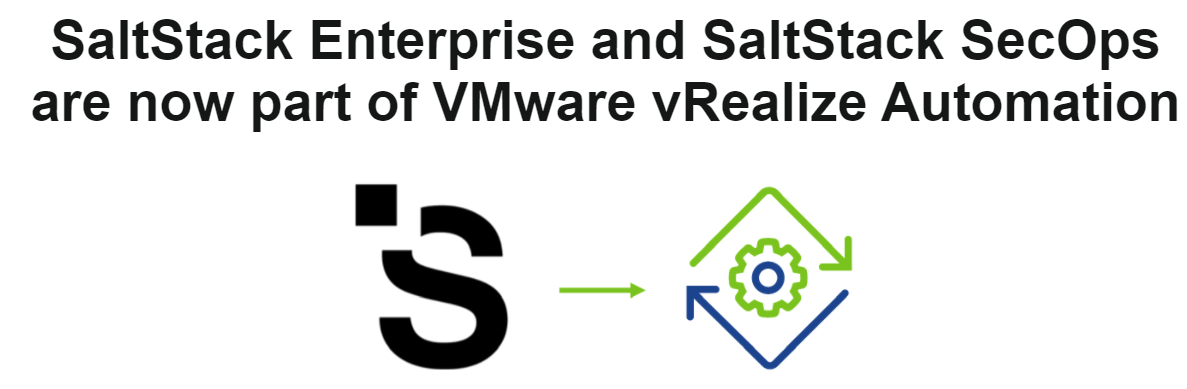 SaltStack Enterprise and SaltStack SecOps
are now part of VMware vRealize Automation
S